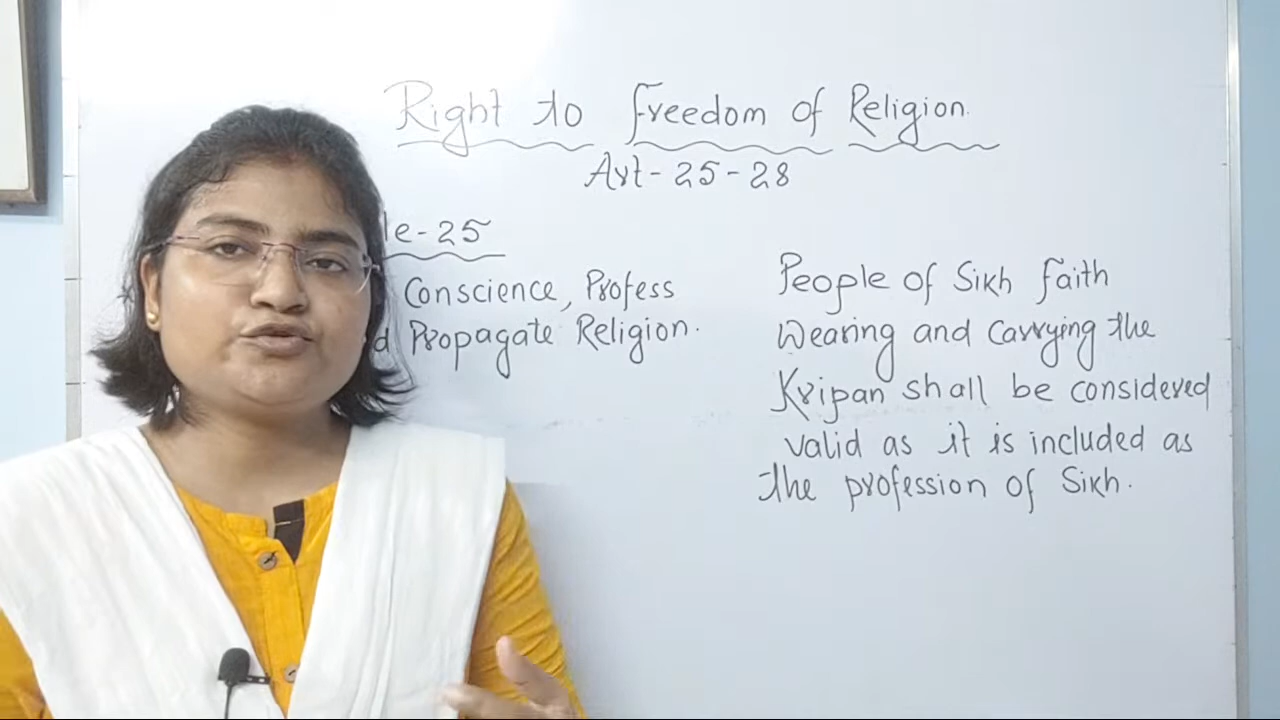 Right to Freedom of Religion.
Art-25-28
le-25
Conscience, Profess
d Propagate Religion.
People of Sikh faith
Wearing and Carrying the
Kripan shall be considered
valid as it is included as
the profession of Sikh.